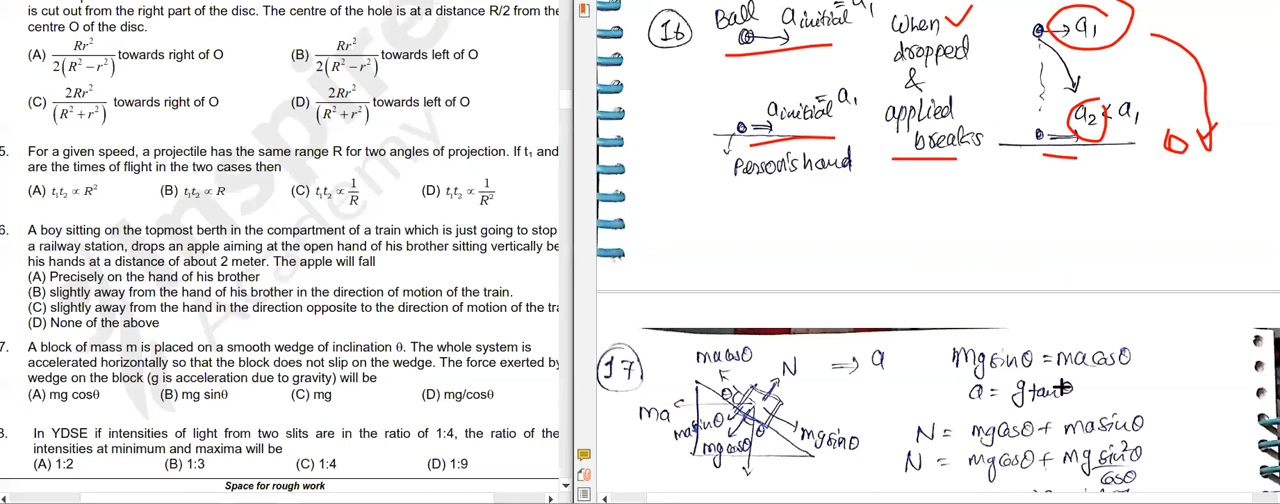 is cut out from the right part of the disc. The centre of the hole is at a distance R/2 from the
centre O of the disc.
(A) Rr²/2(R²−r²) towards right of O (B) Rr²/2(R²−r²) towards left of O
(C) 2Rr²/(R²+r²) towards right of O (D) 2Rr²/(R²+r²) towards left of O
5. For a given speed, a projectile has the same range R for two angles of projection. If t₁ and
are the times of flight in the two cases then
(A) t₁t₂ ∝ R² (B) t₁t₂ ∝ R (C) t₁t₂ ∝ 1/R (D) t₁t₂ ∝ 1/R²
6. A boy sitting on the topmost berth in the compartment of a train which is just going to stop
a railway station, drops an apple aiming at the open hand of his brother sitting vertically be
his hands at a distance of about 2 meter. The apple will fall
(A) Precisely on the hand of his brother
(B) slightly away from the hand of his brother in the direction of motion of the train.
(C) slightly away from the hand in the direction opposite to the direction of motion of the tra
(D) None of the above
7. A block of mass m is placed on a smooth wedge of inclination θ. The whole system is
accelerated horizontally so that the block does not slip on the wedge. The force exerted by
wedge on the block (g is acceleration due to gravity) will be
(A) mg cosθ (B) mg sinθ (C) mg (D) mg/cosθ
8. In YDSE if intensities of light from two slits are in the ratio of 1:4, the ratio of the
intensities at minimum and maxima will be
(A) 1:2 (B) 1:3 (C) 1:4 (D) 1:9
Space for rough work
Inspire
Academy
16
Ball a initial = a₁
a initial = a₁
Person's hand
When
dropped
&
applied
breaks
a₁
a₂ < a₁
17
macosθ
N ⇒ a
θ
ma
masinθ
mgcosθ
θ
mgsinθ
Mg sinθ = macosθ
a = gtanθ
N = mgcosθ + masinθ
N = mgcosθ + mg sin²θ/cosθ